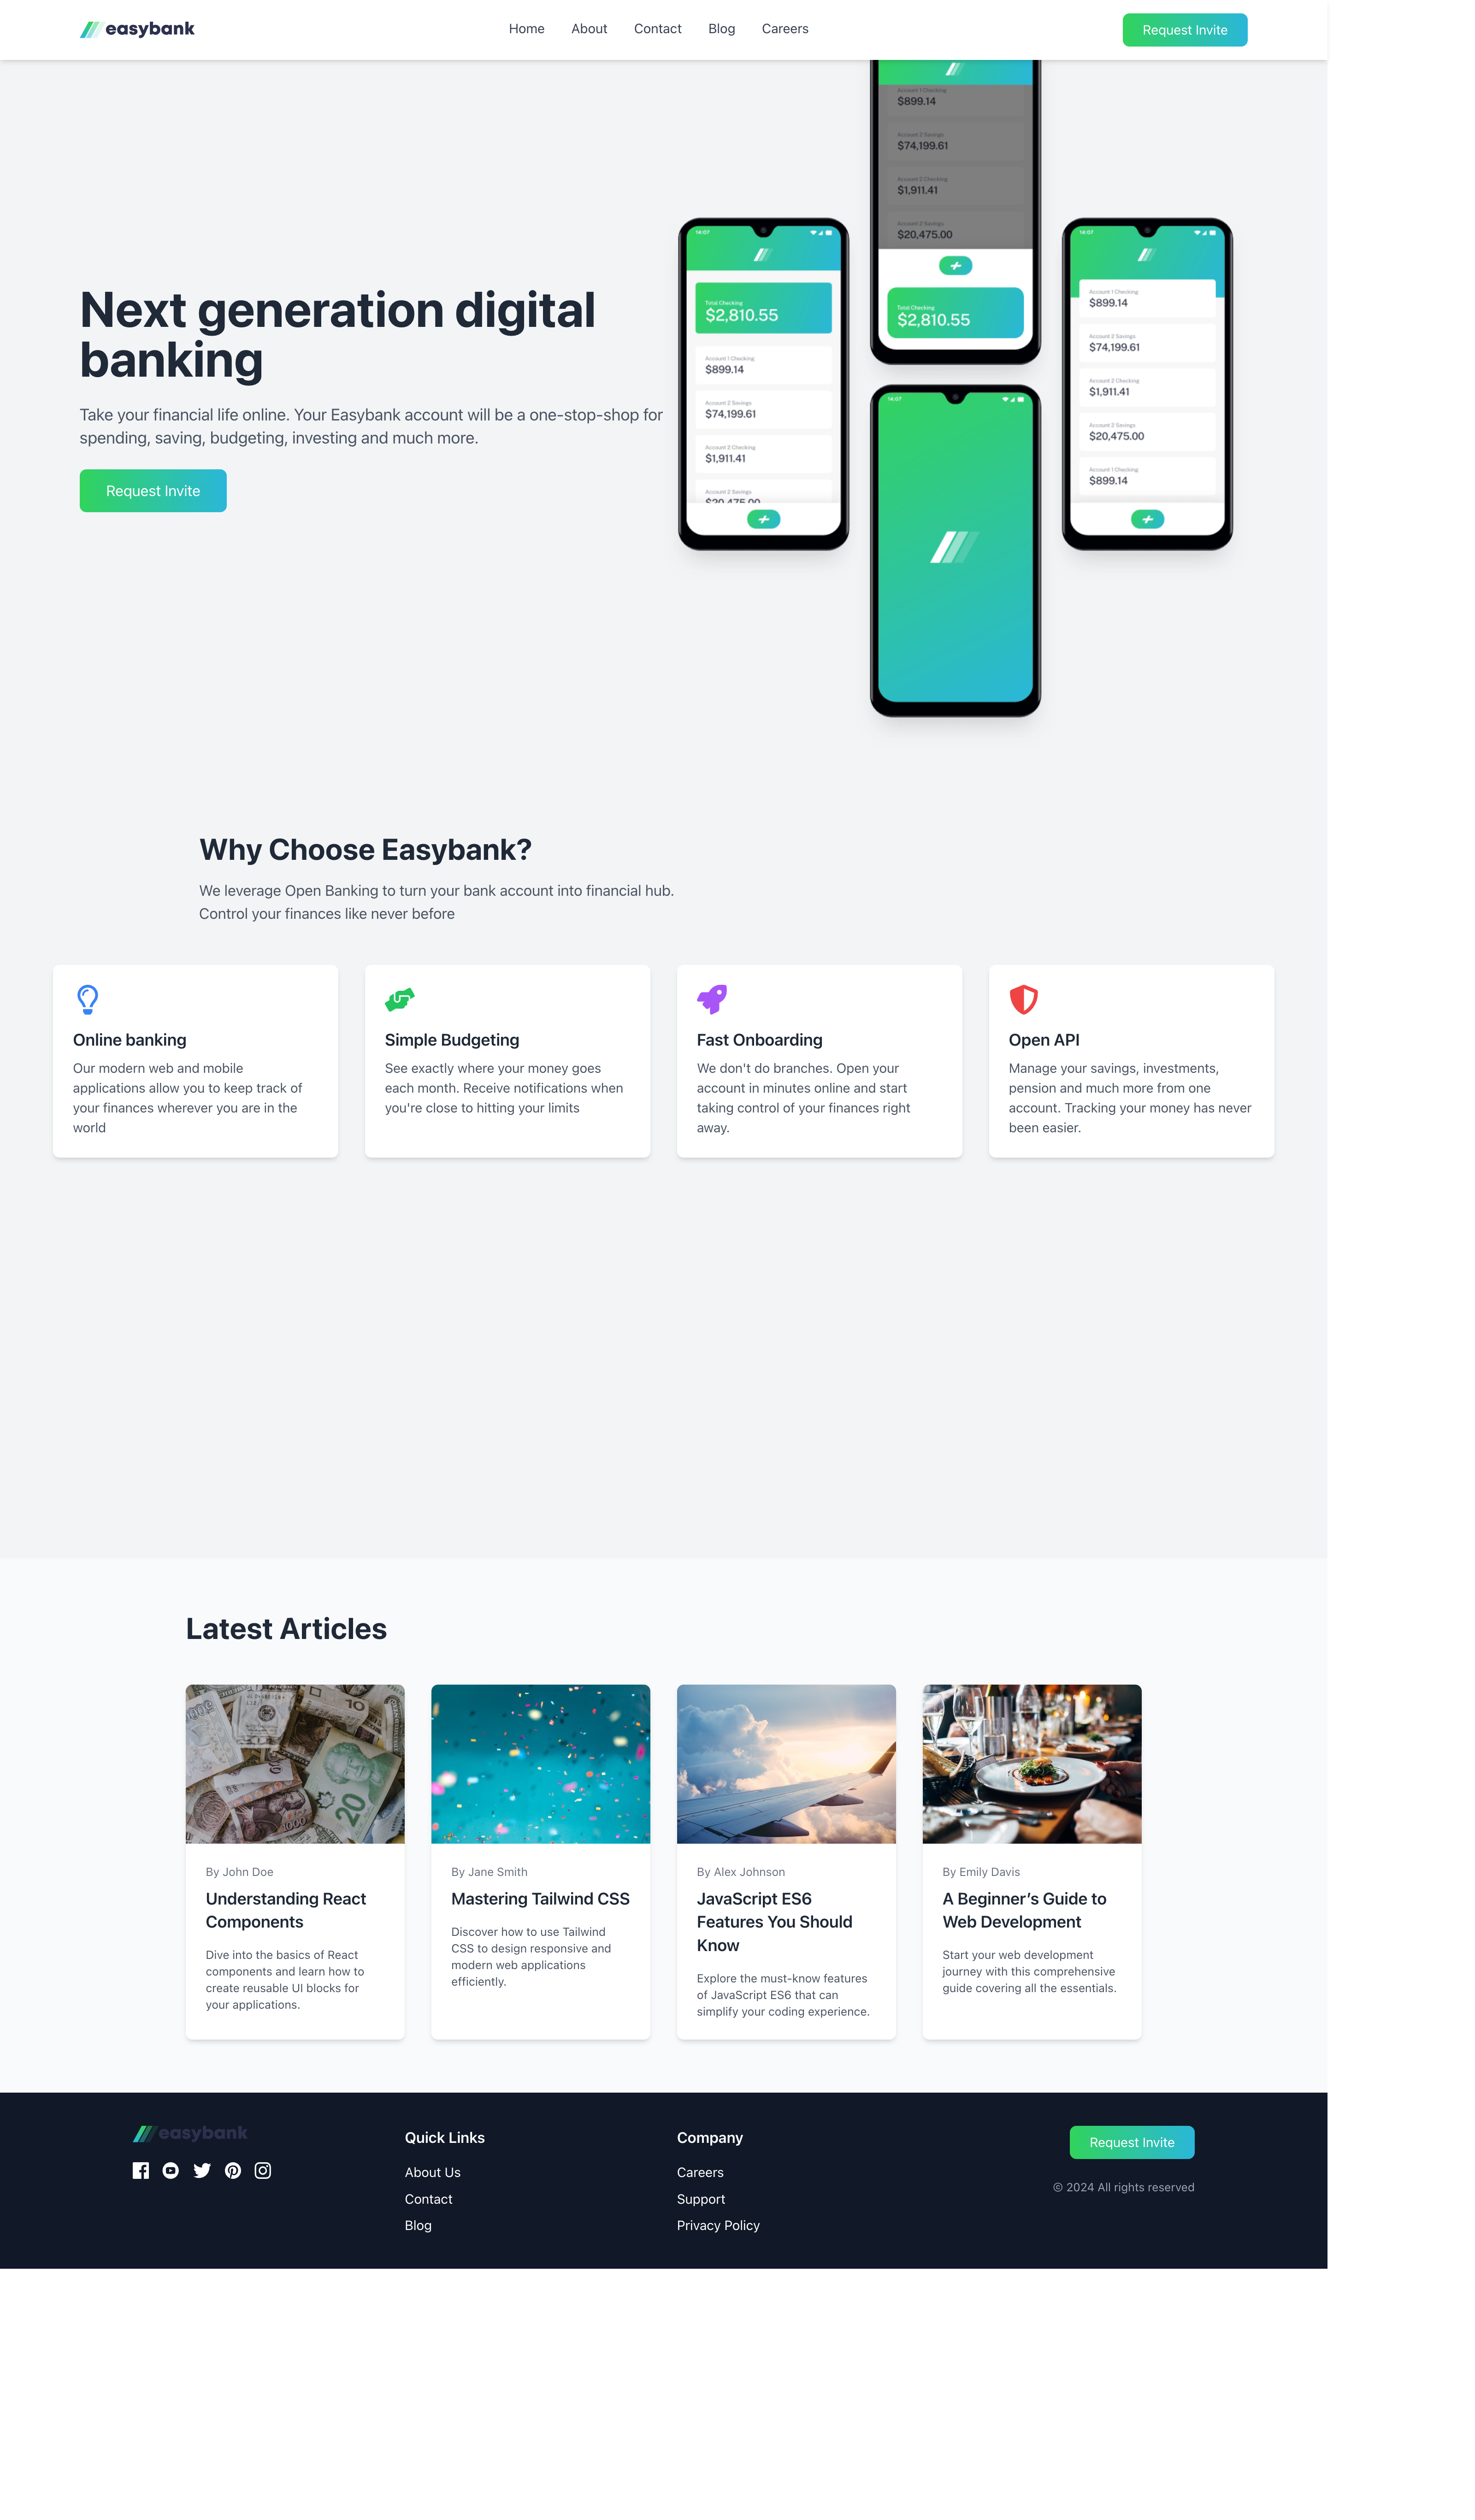 easybank
Home About Contact Blog Careers
Request Invite
Account 1 Checking
$899.14
Account 2 Savings
$74,199.61
Account 2 Checking
$1,911.41
Account 2 Savings
$20,475.00
Total Checking
$2,810.55
14:07
Total Checking
$2,810.55
Account 1 Checking
$899.14
Account 2 Savings
$74,199.61
Account 2 Checking
$1,911.41
Account 2 Savings
$20,475.00
14:07
Account 1 Checking
$899.14
Account 2 Savings
$74,199.61
Account 2 Checking
$1,911.41
Account 2 Savings
$20,475.00
Account 1 Checking
$899.14
14:07
Next generation digital
banking
Take your financial life online. Your Easybank account will be a one-stop-shop for
spending, saving, budgeting, investing and much more.
Request Invite
Why Choose Easybank?
We leverage Open Banking to turn your bank account into financial hub.
Control your finances like never before
Online banking
Our modern web and mobile
applications allow you to keep track of
your finances wherever you are in the
world
Simple Budgeting
See exactly where your money goes
each month. Receive notifications when
you're close to hitting your limits
Fast Onboarding
We don't do branches. Open your
account in minutes online and start
taking control of your finances right
away.
Open API
Manage your savings, investments,
pension and much more from one
account. Tracking your money has never
been easier.
Latest Articles
By John Doe
Understanding React
Components
Dive into the basics of React
components and learn how to
create reusable UI blocks for
your applications.
By Jane Smith
Mastering Tailwind CSS
Discover how to use Tailwind
CSS to design responsive and
modern web applications
efficiently.
By Alex Johnson
JavaScript ES6
Features You Should
Know
Explore the must-know features
of JavaScript ES6 that can
simplify your coding experience.
By Emily Davis
A Beginner’s Guide to
Web Development
Start your web development
journey with this comprehensive
guide covering all the essentials.
easybank
Quick Links
About Us
Contact
Blog
Company
Careers
Support
Privacy Policy
Request Invite
© 2024 All rights reserved